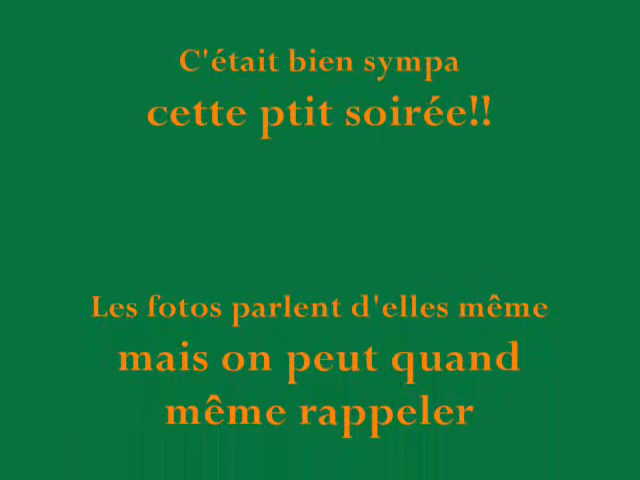 C'était bien sympa
cette ptit soirée!!
Les fotos parlent d'elles même
mais on peut quand
même rappeler